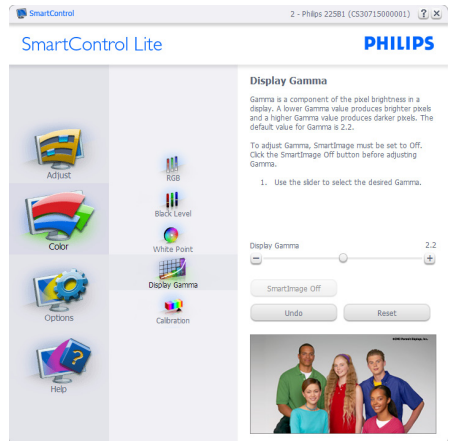 SmartControl
2 - Philips 225B1 (CS30715000001)
SmartControl Lite
PHILIPS
Adjust
Color
Options
Help
RGB
Black Level
White Point
Display Gamma
Calibration
Display Gamma
Gamma is a component of the pixel brightness in a
display. A lower Gamma value produces brighter pixels
and a higher Gamma value produces darker pixels. The
default value for Gamma is 2.2.
To adjust Gamma, SmartImage must be set to Off.
Click the SmartImage Off button before adjusting
Gamma.
1. Use the slider to select the desired Gamma.
Display Gamma 2.2
SmartImage Off
Undo Reset